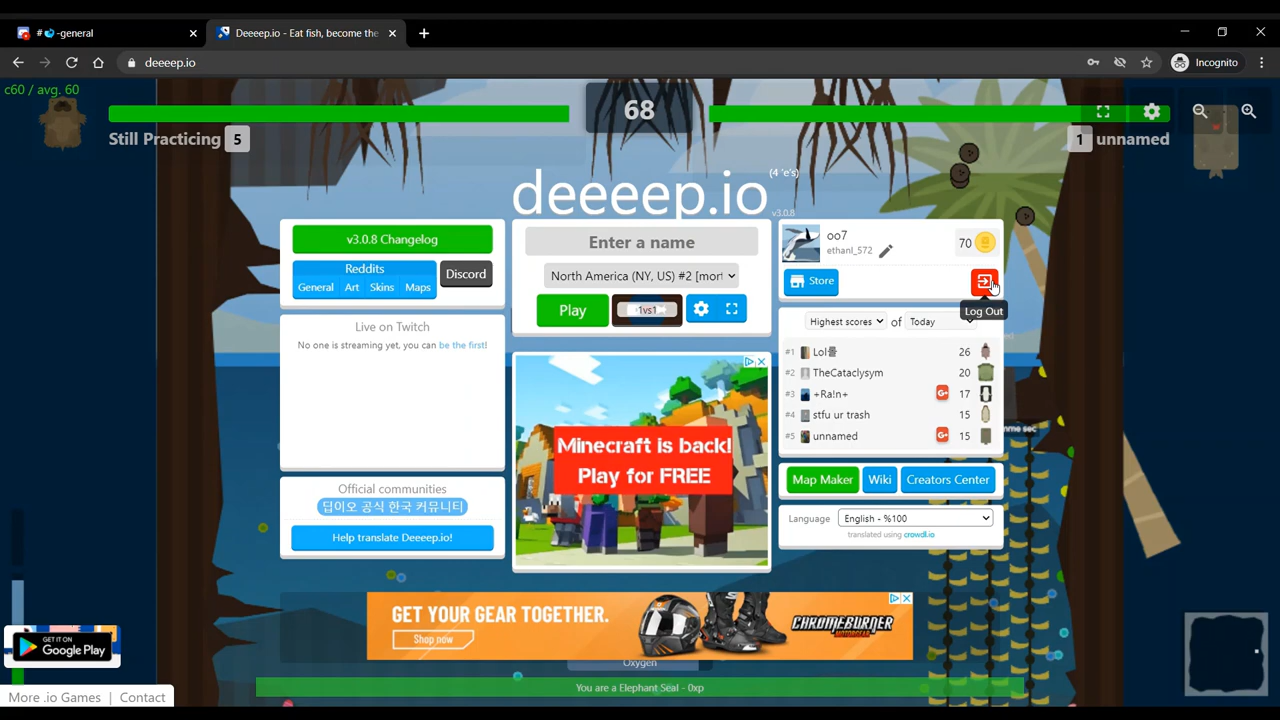 #🐟-general
Deeeep.io - Eat fish, become the
deeeep.io
Incognito
c60 / avg. 60
68
Still Practicing 5
1 unnamed
deeeep.io
(4 'e's)
v3.0.8
v3.0.8 Changelog
Reddits
General Art Skins Maps
Discord
Live on Twitch
No one is streaming yet, you can be the first!
Official communities
딥이오 공식 한국 커뮤니티
Help translate Deeeep.io!
Enter a name
North America (NY, US) #2 [mor
Play
1vs1
Minecraft is back!
Play for FREE
oo7
ethanl_572
70
Store
Log Out
Highest scores of Today
#1 Lol롤 26
#2 TheCataclysym 20
#3 +Ra!n+ G+ 17
#4 stfu ur trash 15
#5 unnamed G+ 15
Map Maker Wiki Creators Center
Language English - %100
translated using crowdl.io
GET YOUR GEAR TOGETHER.
Shop now
CHROMEBURNER
MOTORGEAR
Oxygen
You are a Elephant Seal - 0xp
GET IT ON
Google Play
More .io Games | Contact